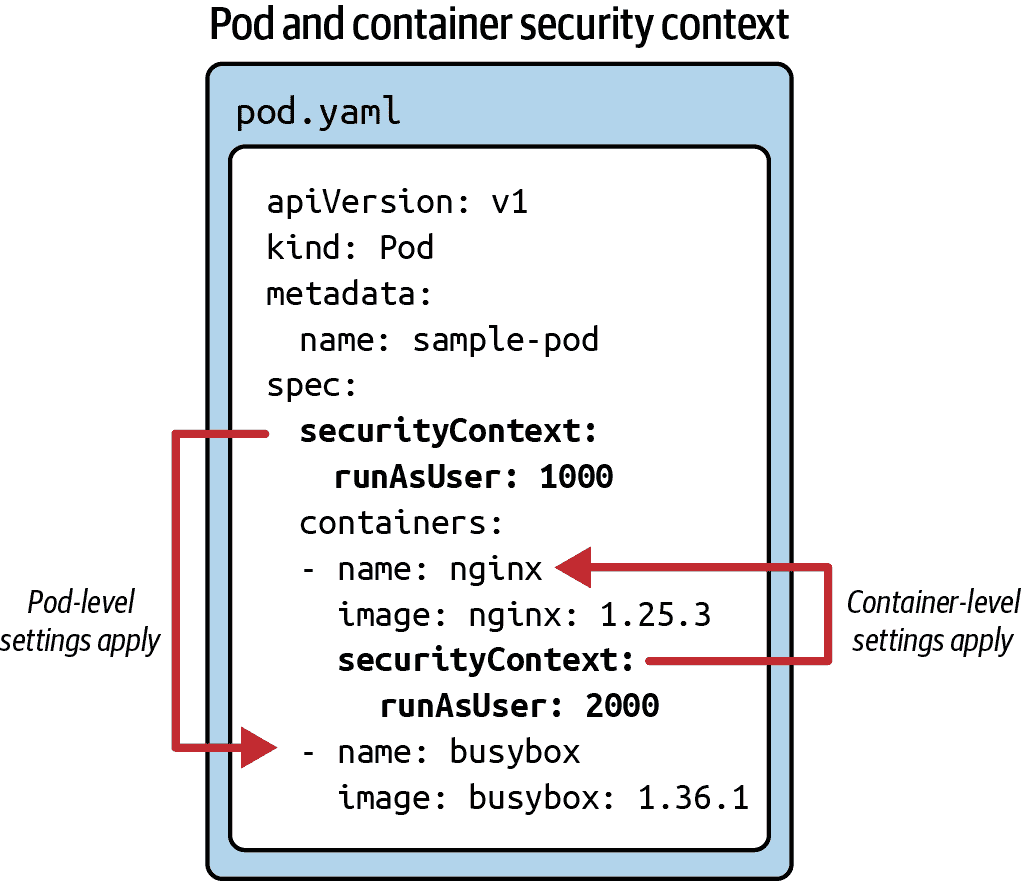 Pod and container security context
pod.yaml
apiVersion: v1
kind: Pod
metadata:
  name: sample-pod
spec:
  securityContext:
    runAsUser: 1000
  containers:
  - name: nginx
    image: nginx: 1.25.3
    securityContext:
      runAsUser: 2000
  - name: busybox
    image: busybox: 1.36.1
Pod-level
settings apply
Container-level
settings apply